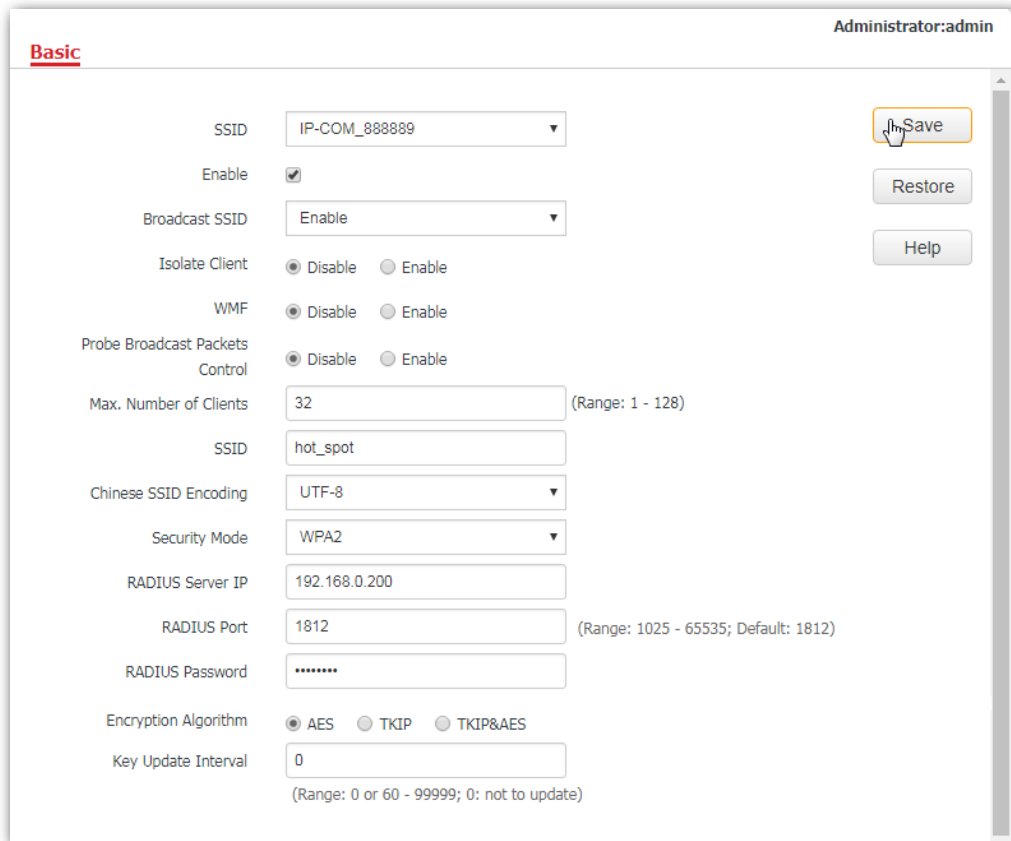 Administrator:admin
Basic
SSID IP-COM_888889 Save
Enable
Restore
Broadcast SSID Enable
Help
Isolate Client Disable Enable
WMF Disable Enable
Probe Broadcast Packets
Control Disable Enable
Max. Number of Clients 32 (Range: 1 - 128)
SSID hot_spot
Chinese SSID Encoding UTF-8
Security Mode WPA2
RADIUS Server IP 192.168.0.200
RADIUS Port 1812 (Range: 1025 - 65535; Default: 1812)
RADIUS Password ••••••••
Encryption Algorithm AES TKIP TKIP&AES
Key Update Interval 0
(Range: 0 or 60 - 99999; 0: not to update)